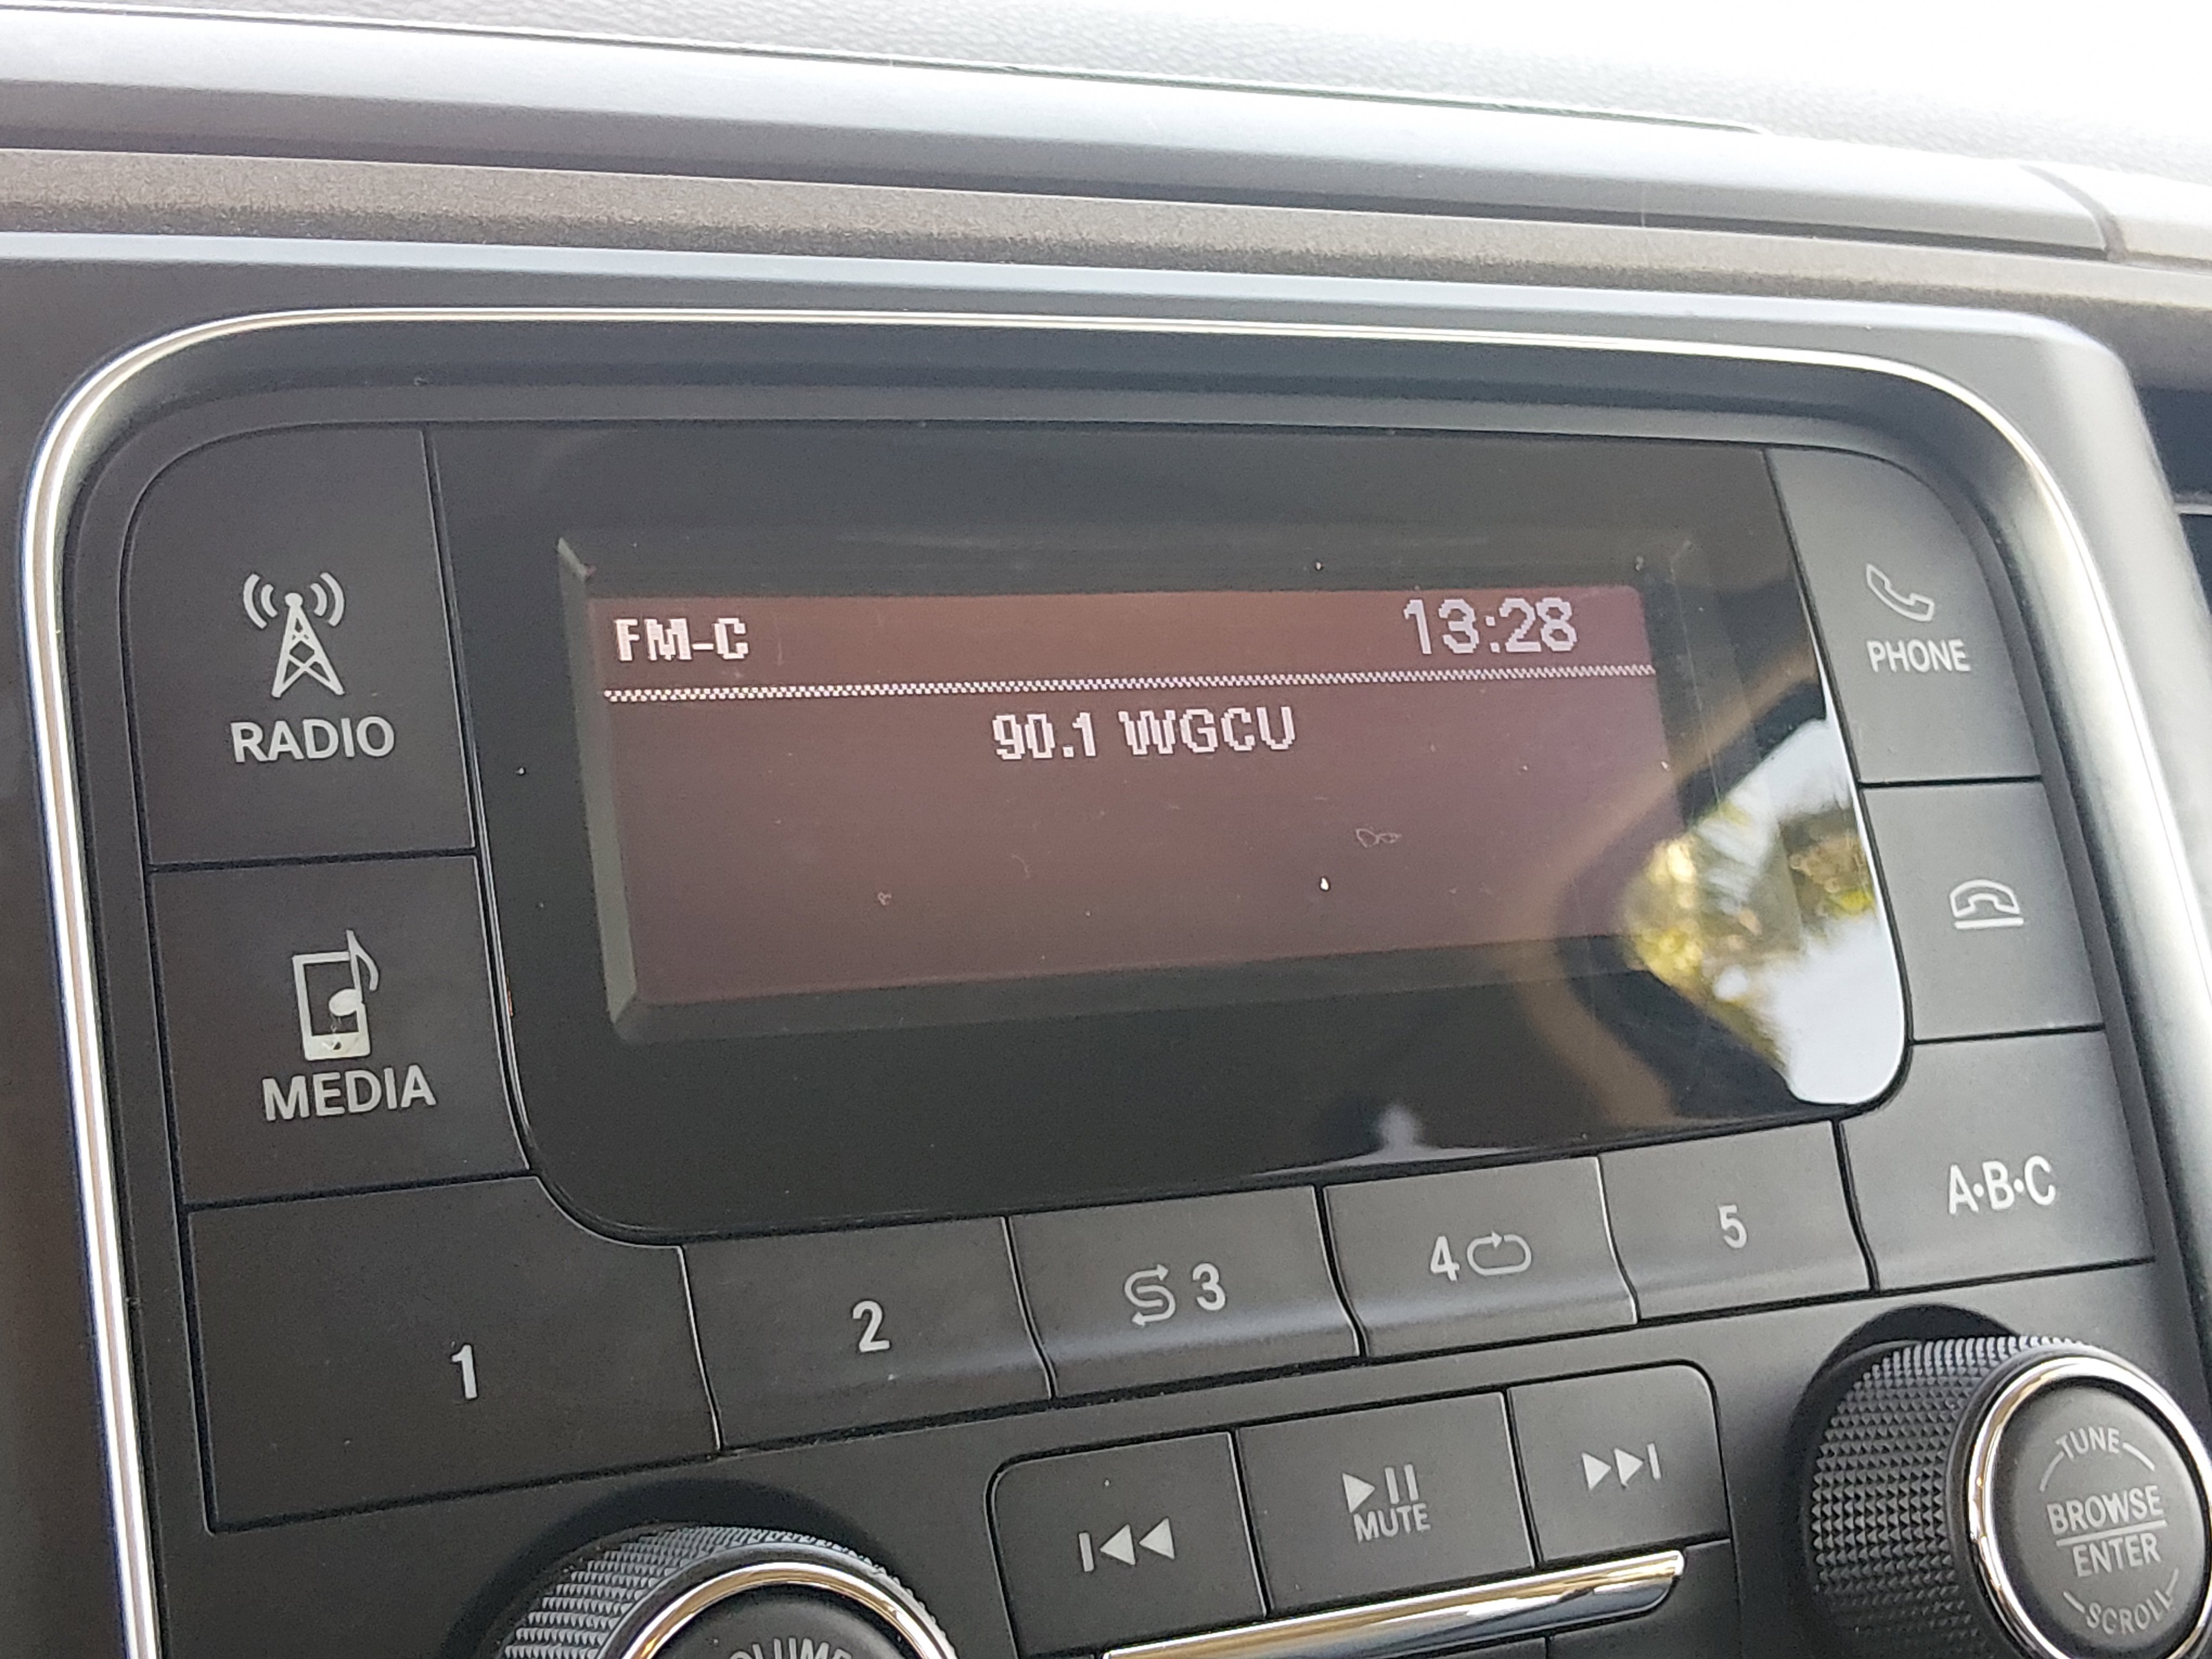 FM-C 13:28
90.1 WGCU
RADIO
PHONE
MEDIA
A·B·C
1 2 3 4 5
MUTE
TUNE
BROWSE
ENTER
SCROLL